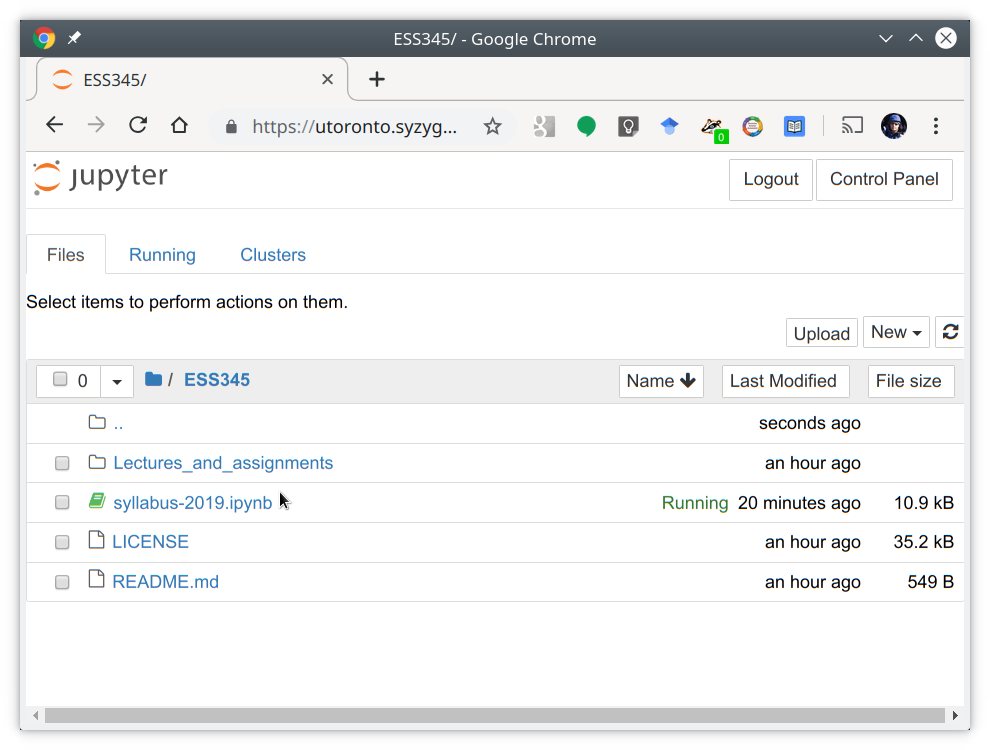 ESS345/ - Google Chrome
ESS345/
https://utoronto.syzyg...
0
jupyter
Logout Control Panel
Files Running Clusters
Select items to perform actions on them.
Upload New
0 / ESS345 Name Last Modified File size
.. seconds ago
Lectures_and_assignments an hour ago
syllabus-2019.ipynb Running 20 minutes ago 10.9 kB
LICENSE an hour ago 35.2 kB
README.md an hour ago 549 B